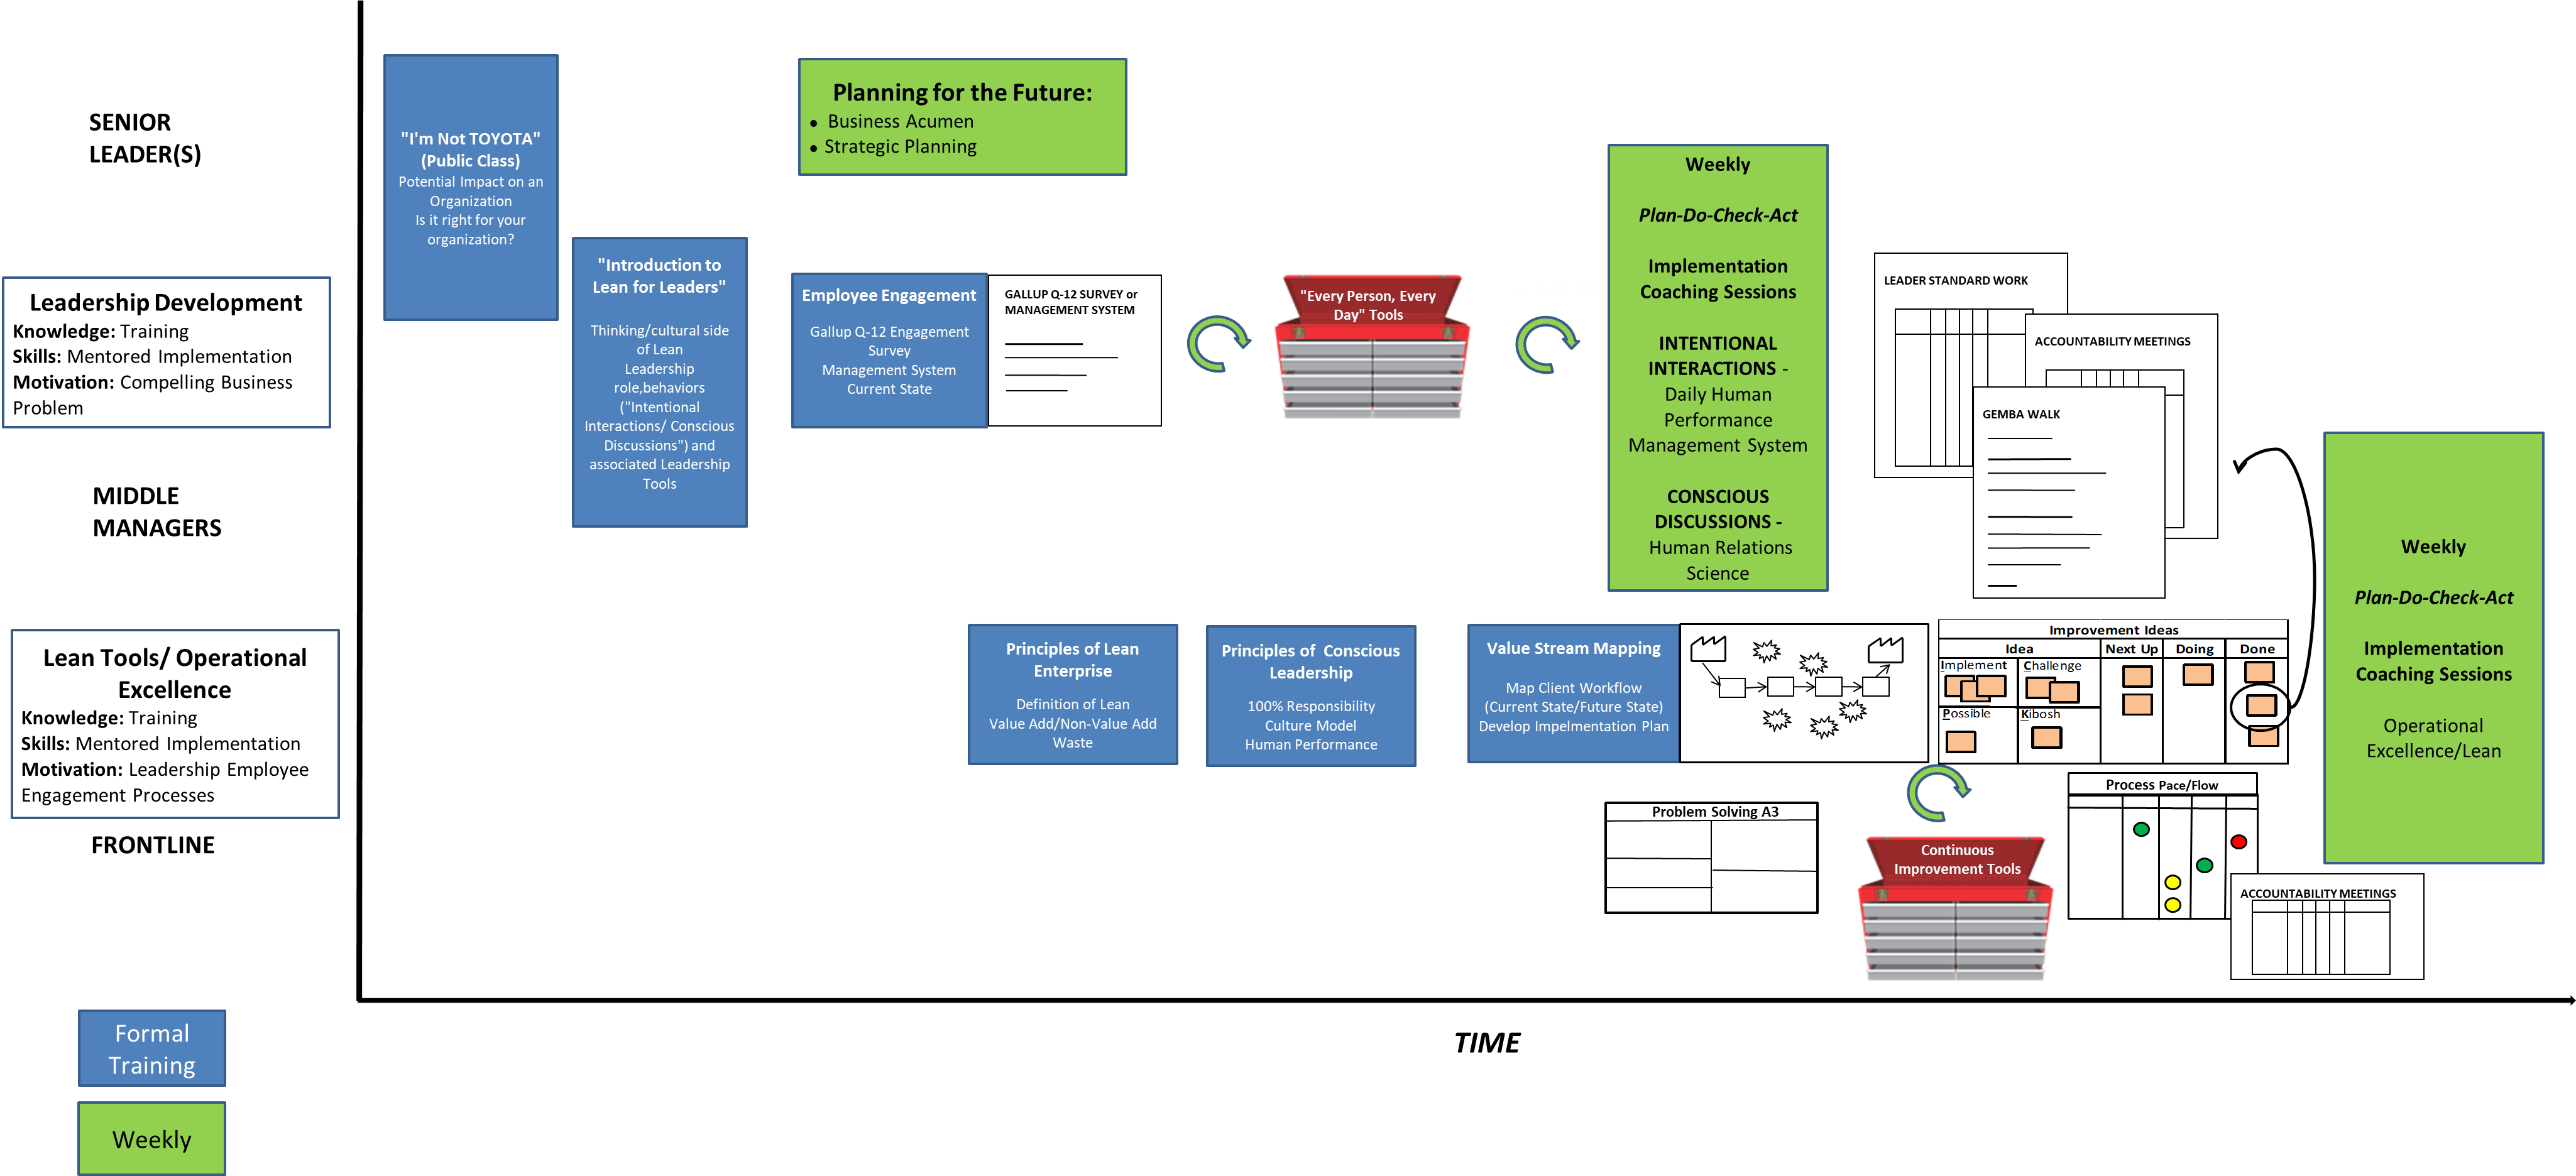 SENIOR
LEADER(S)
Leadership Development
Knowledge: Training
Skills: Mentored Implementation
Motivation: Compelling Business
Problem
MIDDLE
MANAGERS
Lean Tools/ Operational
Excellence
Knowledge: Training
Skills: Mentored Implementation
Motivation: Leadership Employee
Engagement Processes
FRONTLINE
"I'm Not TOYOTA"
(Public Class)
Potential Impact on an
Organization
Is it right for your
organization?
"Introduction to
Lean for Leaders"
Thinking/cultural side
of Lean
Leadership
role,behaviors
("Intentional
Interactions/ Conscious
Discussions") and
associated Leadership
Tools
Planning for the Future:
• Business Acumen
• Strategic Planning
Employee Engagement
Gallup Q-12 Engagement
Survey
Management System
Current State
GALLUP Q-12 SURVEY or
MANAGEMENT SYSTEM
"Every Person, Every
Day" Tools
Weekly
Plan-Do-Check-Act
Implementation
Coaching Sessions
INTENTIONAL
INTERACTIONS -
Daily Human
Performance
Management System
CONSCIOUS
DISCUSSIONS -
Human Relations
Science
LEADER STANDARD WORK
ACCOUNTABILITY MEETINGS
GEMBA WALK
Principles of Lean
Enterprise
Definition of Lean
Value Add/Non-Value Add
Waste
Principles of Conscious
Leadership
100% Responsibility
Culture Model
Human Performance
Value Stream Mapping
Map Client Workflow
(Current State/Future State)
Develop Impelmentation Plan
Improvement Ideas
Idea Next Up Doing Done
Implement Challenge
Possible Kibosh
Problem Solving A3
Continuous
Improvement Tools
Process Pace/Flow
ACCOUNTABILITY MEETINGS
Weekly
Plan-Do-Check-Act
Implementation
Coaching Sessions
Operational
Excellence/Lean
TIME
Formal
Training
Weekly